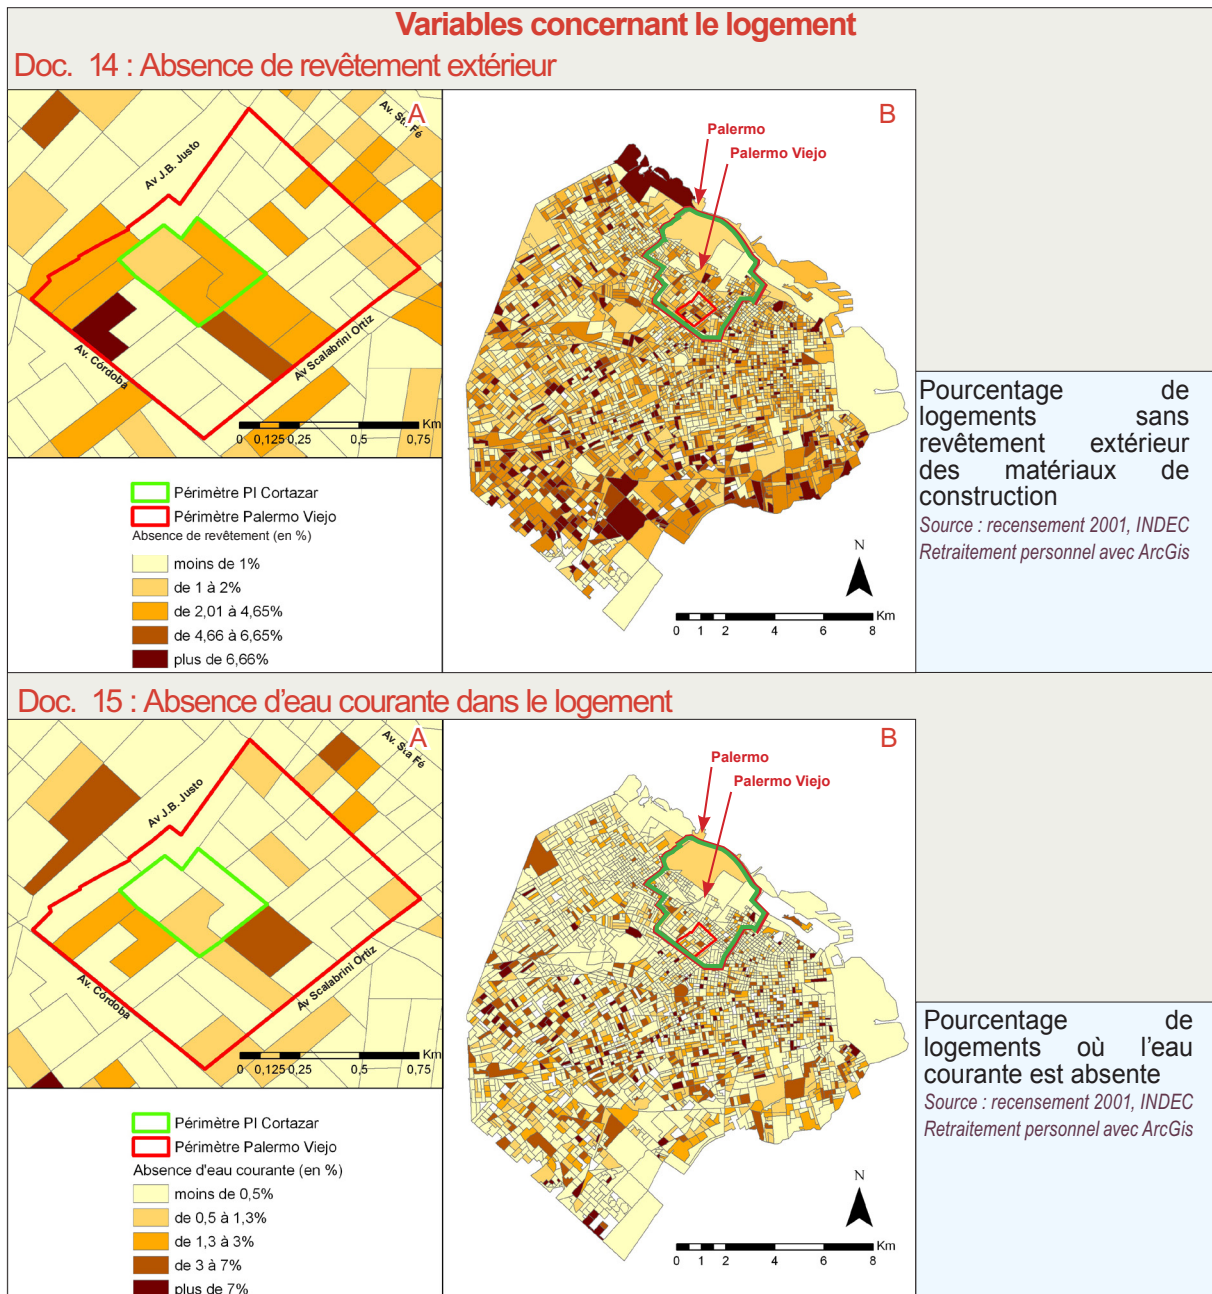 Variables concernant le logement
Doc. 14 : Absence de revêtement extérieur
A
Av. Sta. Fé
Av J.B. Justo
Av. Córdoba
Av Scalabrini Ortiz
Km
0 0,125 0,25 0,5 0,75
Périmètre PI Cortazar
Périmètre Palermo Viejo
Absence de revêtement (en %)
moins de 1%
de 1 à 2%
de 2,01 à 4,65%
de 4,66 à 6,65%
plus de 6,66%
B
Palermo
Palermo Viejo
N
Km
0 1 2 4 6 8
Pourcentage de
logements sans
revêtement extérieur
des matériaux de
construction
Source : recensement 2001, INDEC
Retraitement personnel avec ArcGis
Doc. 15 : Absence d'eau courante dans le logement
A
Av. Sta Fé
Av J.B. Justo
Av. Córdoba
Av Scalabrini Ortiz
Km
0 0,125 0,25 0,5 0,75
Périmètre PI Cortazar
Périmètre Palermo Viejo
Absence d'eau courante (en %)
moins de 0,5%
de 0,5 à 1,3%
de 1,3 à 3%
de 3 à 7%
plus de 7%
B
Palermo
Palermo Viejo
N
Km
0 1 2 4 6 8
Pourcentage de
logements où l'eau
courante est absente
Source : recensement 2001, INDEC
Retraitement personnel avec ArcGis